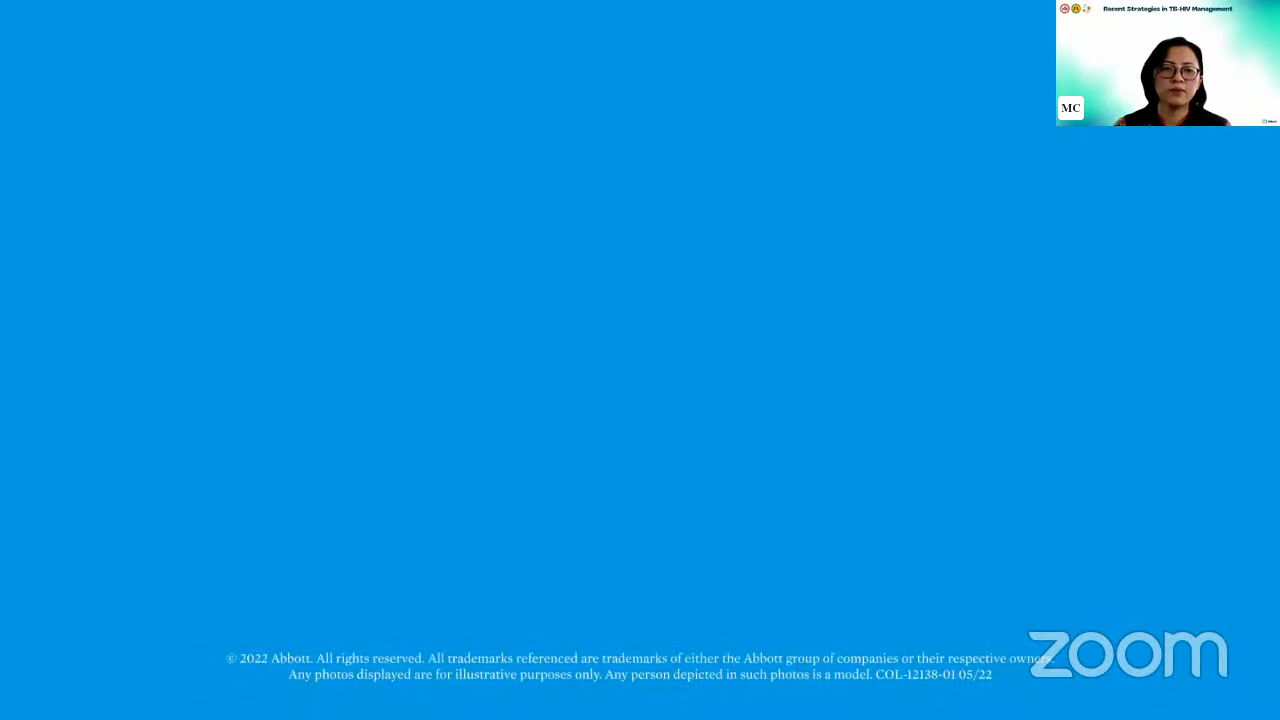 Recent Strategies in TB-HIV Management
MC
Abbott
zoom
© 2022 Abbott. All rights reserved. All trademarks referenced are trademarks of either the Abbott group of companies or their respective owners.
Any photos displayed are for illustrative purposes only. Any person depicted in such photos is a model. COL-12138-01 05/22